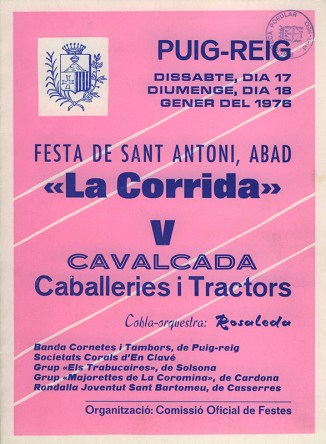 PUIG-REIG
DISSABTE, DIA 17
DIUMENGE, DIA 18
GENER DEL 1976
FESTA DE SANT ANTONI, ABAD
«La Corrida»
V
CAVALCADA
Caballeries i Tractors
Cobla-orquestra: Rosaleda
Banda Cornetes i Tambors, de Puig-reig
Societats Corals d'En Clavé
Grup «Els Trabucaires», de Solsona
Grup «Majorettes de La Coromina», de Cardona
Rondalla Joventut Sant Bartomeu, de Casserres
Organització: Comissió Oficial de Festes